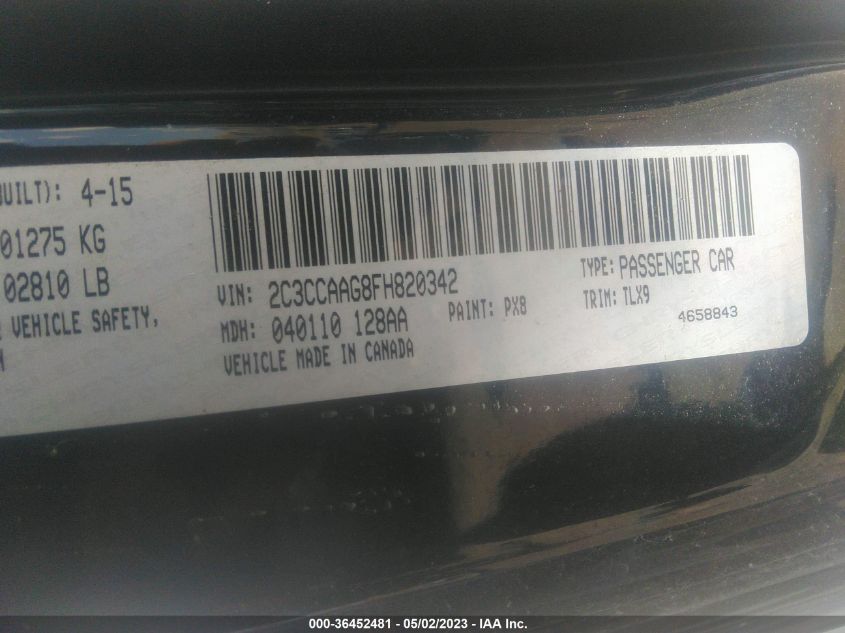 UILT): 4-15
01275 KG
02810 LB
VEHICLE SAFETY,
VIN: 2C3CCAAG8FH820342
TYPE: PASSENGER CAR
MDH: 040110 128AA
PAINT: PX8
TRIM: TLX9
VEHICLE MADE IN CANADA
4658843
000-36452481 - 05/02/2023 - IAA Inc.